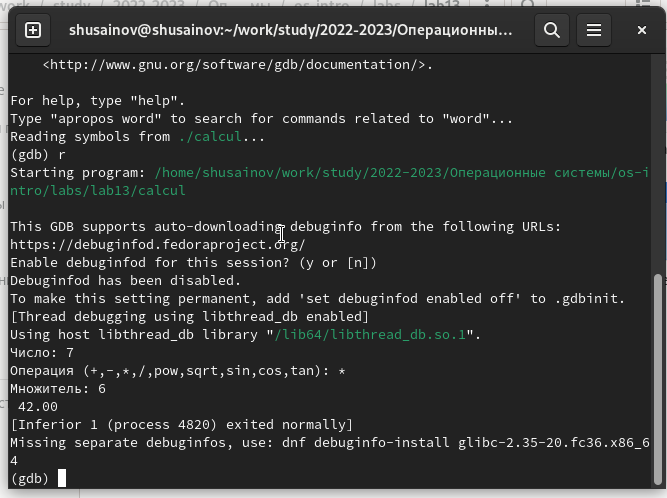 shusainov@shusainov:~/work/study/2022-2023/Операционны...
<http://www.gnu.org/software/gdb/documentation/>.
For help, type "help".
Type "apropos word" to search for commands related to "word"...
Reading symbols from ./calcul...
(gdb) r
Starting program: /home/shusainov/work/study/2022-2023/Операционные системы/os-i
ntro/labs/lab13/calcul
This GDB supports auto-downloading debuginfo from the following URLs:
https://debuginfod.fedoraproject.org/
Enable debuginfod for this session? (y or [n])
Debuginfod has been disabled.
To make this setting permanent, add 'set debuginfod enabled off' to .gdbinit.
[Thread debugging using libthread_db enabled]
Using host libthread_db library "/lib64/libthread_db.so.1".
Число: 7
Операция (+,-,*,/,pow,sqrt,sin,cos,tan): *
Множитель: 6
 42.00
[Inferior 1 (process 4820) exited normally]
Missing separate debuginfos, use: dnf debuginfo-install glibc-2.35-20.fc36.x86_6
4
(gdb)